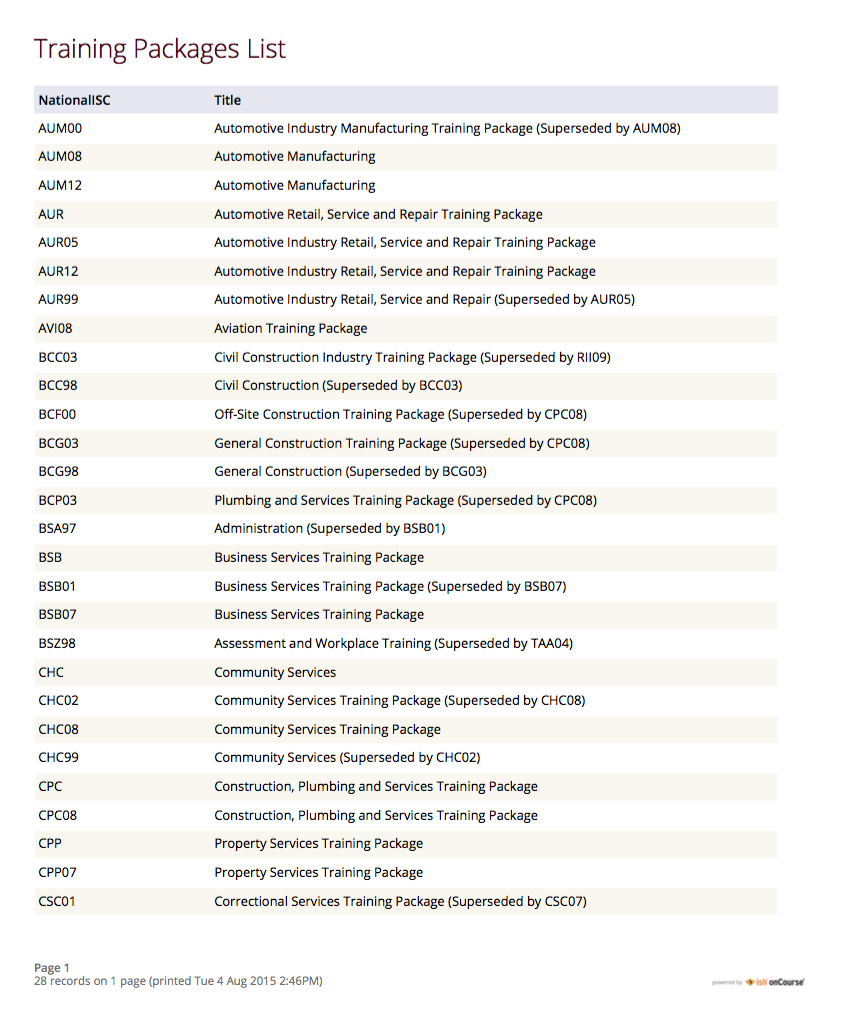 Training Packages List
NationalISC Title
AUM00 Automotive Industry Manufacturing Training Package (Superseded by AUM08)
AUM08 Automotive Manufacturing
AUM12 Automotive Manufacturing
AUR Automotive Retail, Service and Repair Training Package
AUR05 Automotive Industry Retail, Service and Repair Training Package
AUR12 Automotive Industry Retail, Service and Repair Training Package
AUR99 Automotive Industry Retail, Service and Repair (Superseded by AUR05)
AVI08 Aviation Training Package
BCC03 Civil Construction Industry Training Package (Superseded by RII09)
BCC98 Civil Construction (Superseded by BCC03)
BCF00 Off-Site Construction Training Package (Superseded by CPC08)
BCG03 General Construction Training Package (Superseded by CPC08)
BCG98 General Construction (Superseded by BCG03)
BCP03 Plumbing and Services Training Package (Superseded by CPC08)
BSA97 Administration (Superseded by BSB01)
BSB Business Services Training Package
BSB01 Business Services Training Package (Superseded by BSB07)
BSB07 Business Services Training Package
BSZ98 Assessment and Workplace Training (Superseded by TAA04)
CHC Community Services
CHC02 Community Services Training Package (Superseded by CHC08)
CHC08 Community Services Training Package
CHC99 Community Services (Superseded by CHC02)
CPC Construction, Plumbing and Services Training Package
CPC08 Construction, Plumbing and Services Training Package
CPP Property Services Training Package
CPP07 Property Services Training Package
CSC01 Correctional Services Training Package (Superseded by CSC07)
Page 1
28 records on 1 page (printed Tue 4 Aug 2015 2:46PM)
powered by ish onCourse